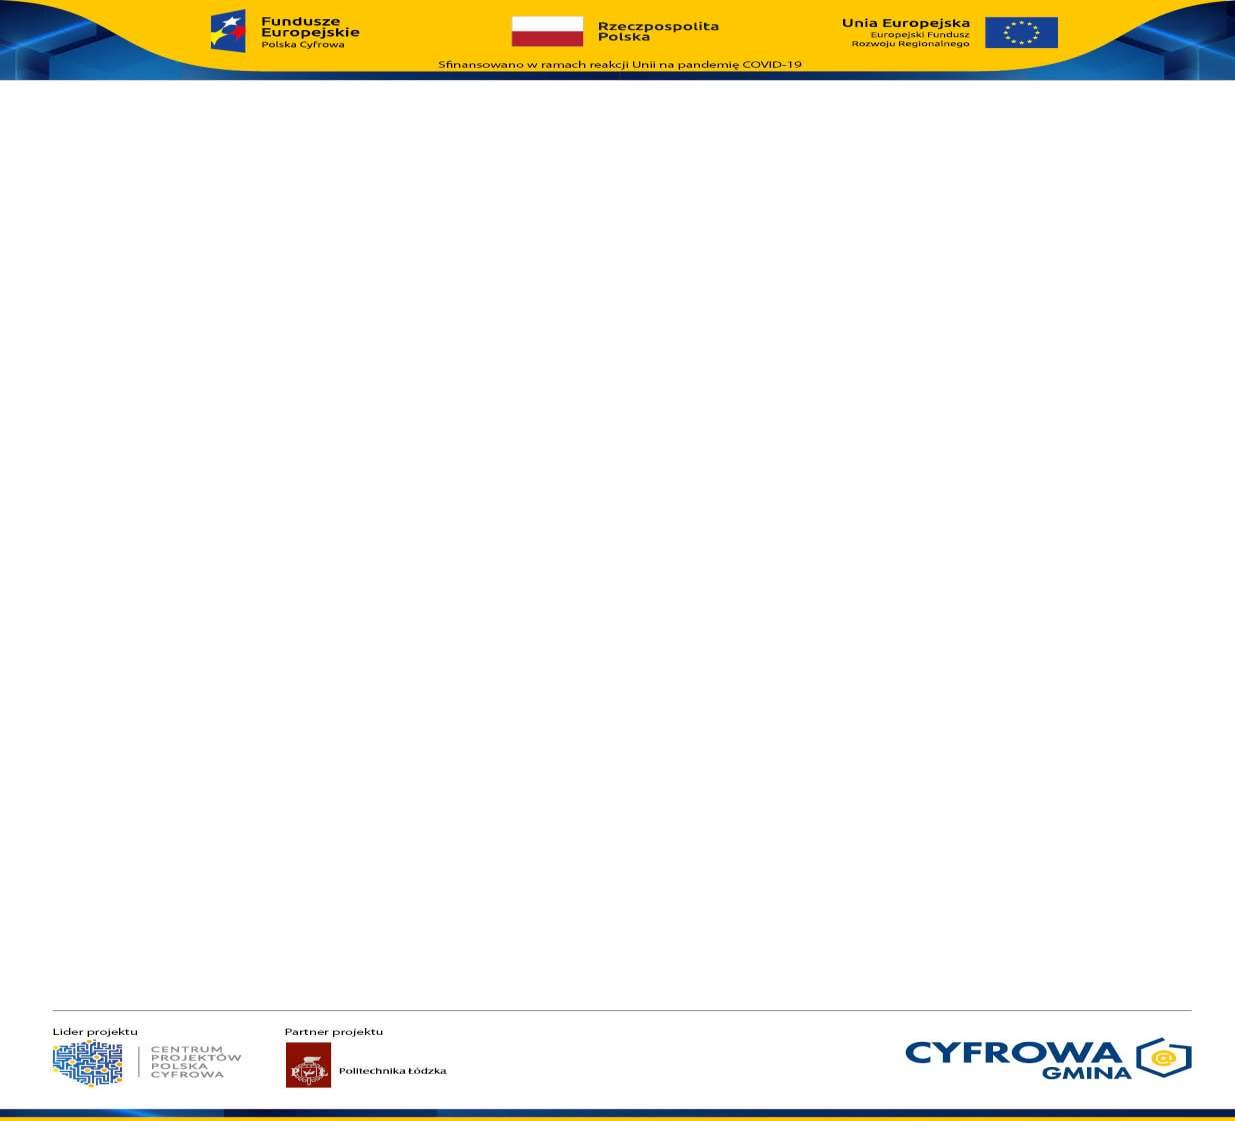 Fundusze
Europejskie
Polska Cyfrowa
Rzeczpospolita
Polska
Unia Europejska
Europejski Fundusz
Rozwoju Regionalnego
Sfinansowano w ramach reakcji Unii na pandemię COVID-19
Lider projektu
CENTRUM
PROJEKTÓW
POLSKA
CYFROWA
Partner projektu
Politechnika Łódzka
CYFROWA
GMINA
@